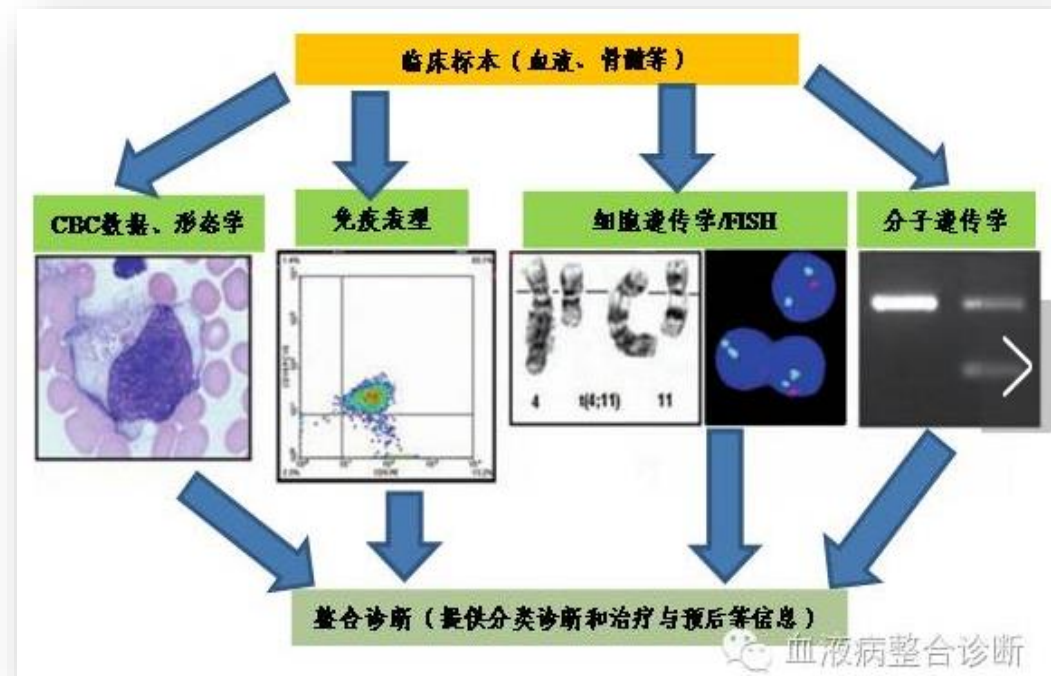 临床标本（血液、骨髓等）
CBC数据、形态学
免疫表型
细胞遗传学/FISH
分子遗传学
4
t(4;11)
11
整合诊断（提供分类诊断和治疗与预后等信息）
血液病整合诊断